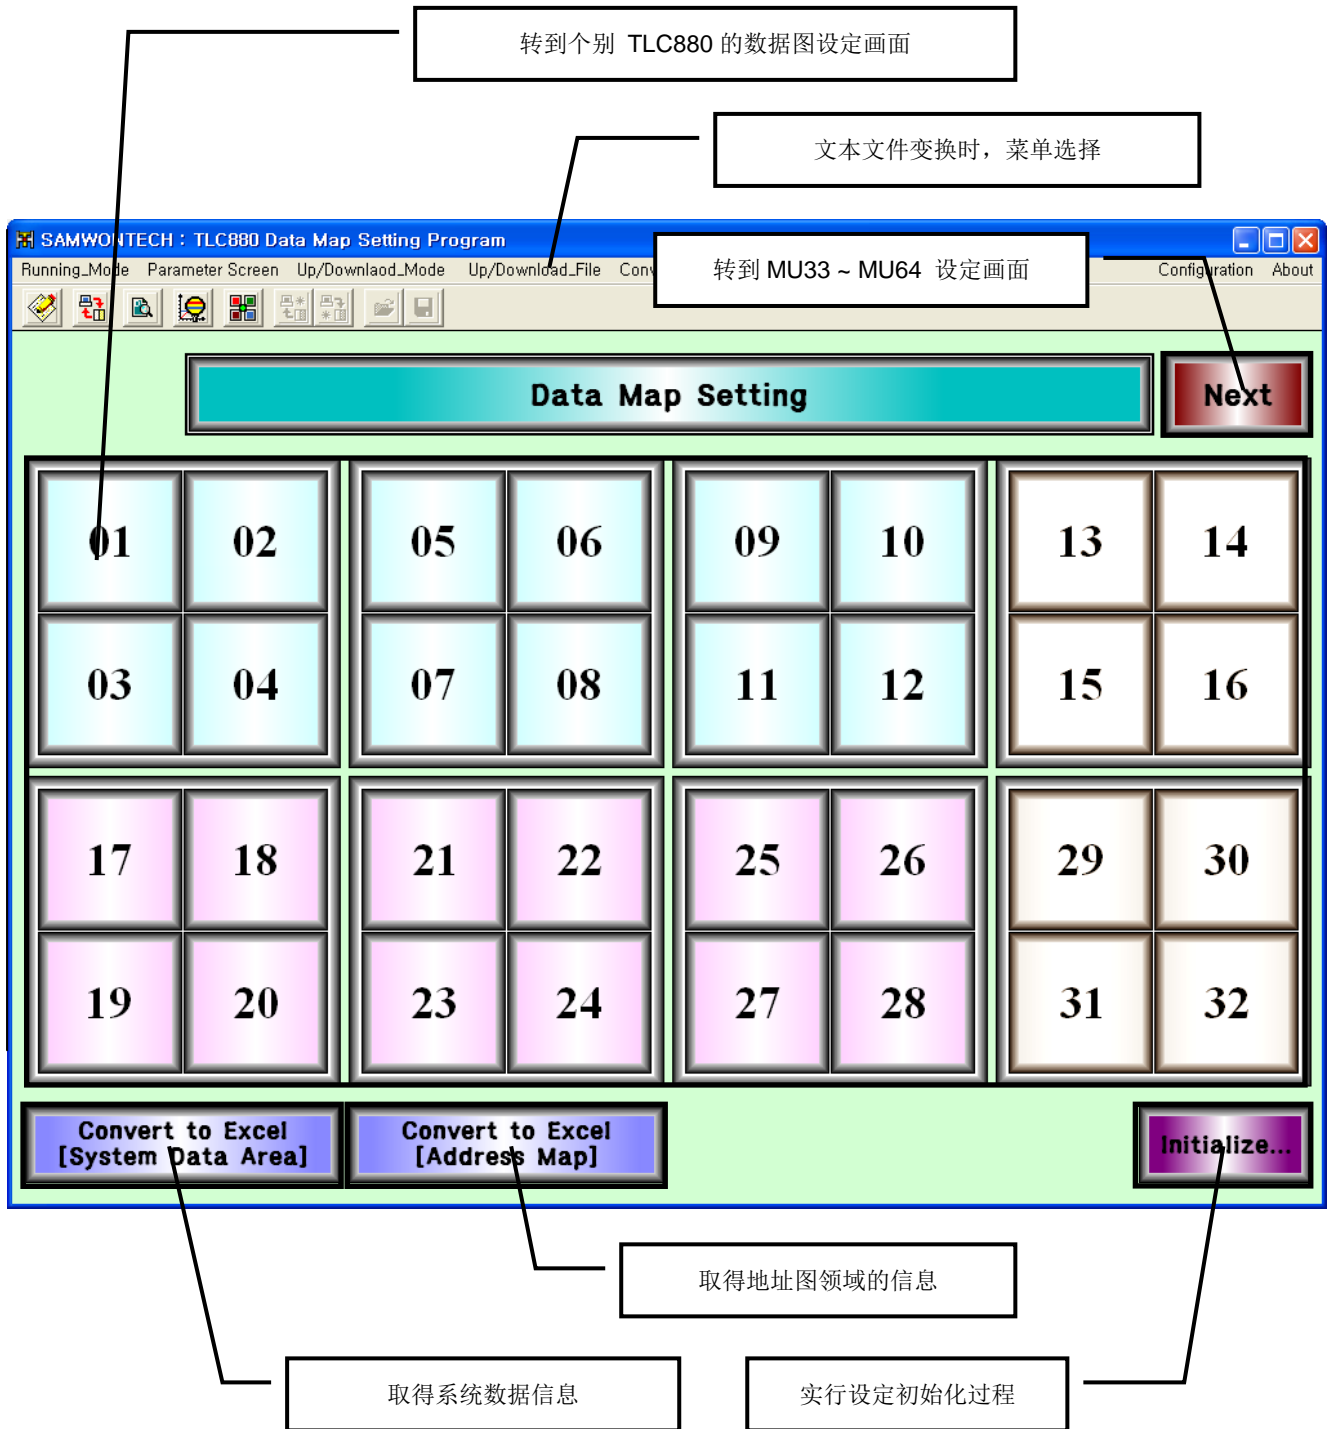 转到个别 TLC880 的数据图设定画面
文本文件变换时，菜单选择
SAMWONTECH : TLC880 Data Map Setting Program
转到 MU33 ~ MU64 设定画面
Running_Mode Parameter Screen Up/Downlaod_Mode Up/Download_File Conv Configuration About
Data Map Setting
Next
01 02 05 06 09 10 13 14
03 04 07 08 11 12 15 16
17 18 21 22 25 26 29 30
19 20 23 24 27 28 31 32
Convert to Excel
[System Data Area]
Convert to Excel
[Address Map]
Initialize...
取得地址图领域的信息
取得系统数据信息
实行设定初始化过程